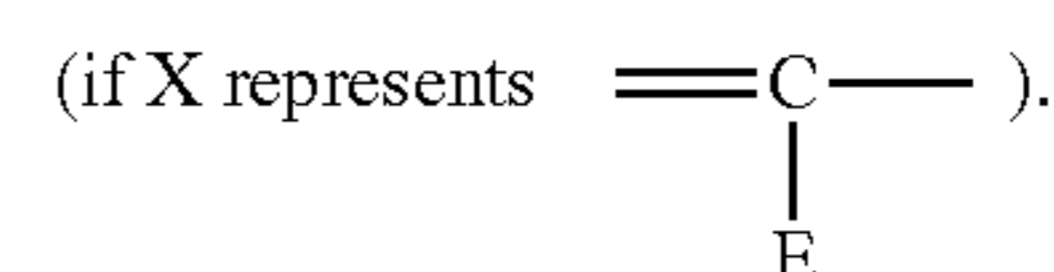 (if X represents =C— ).
E